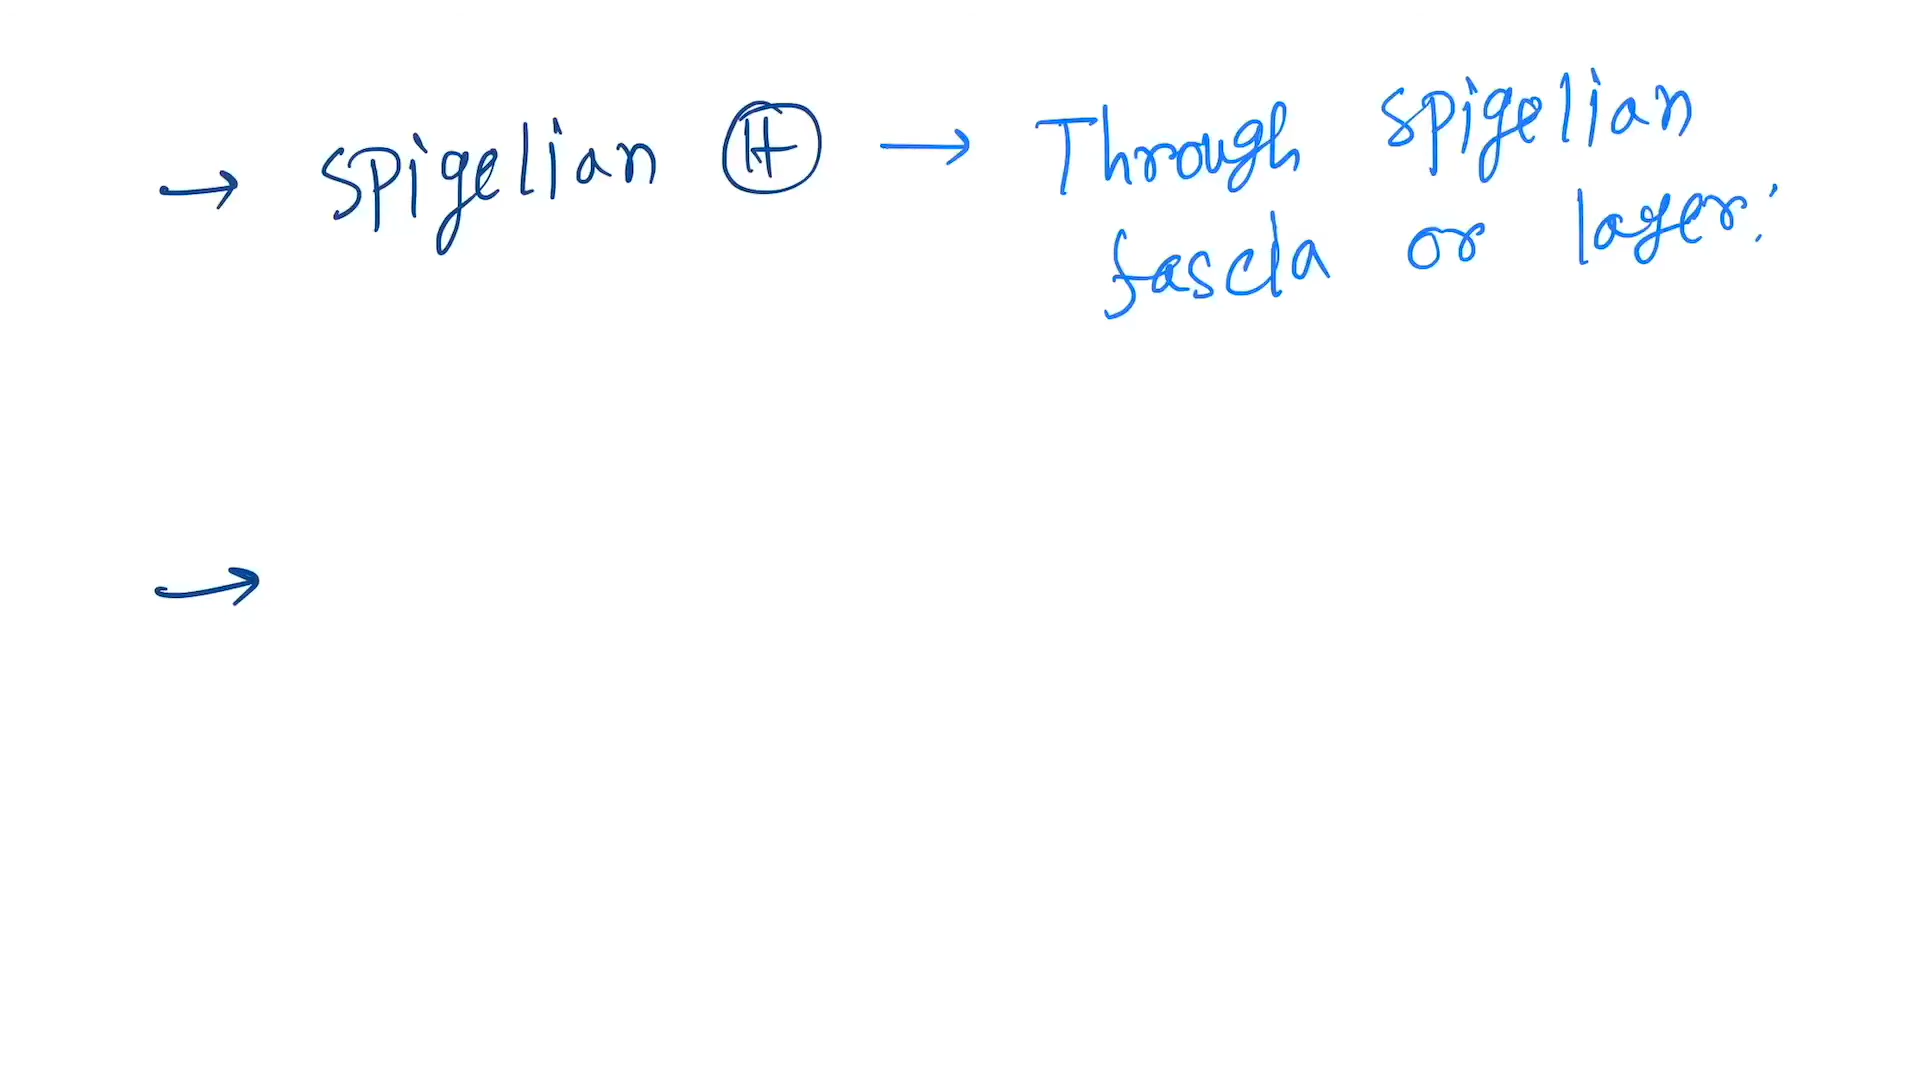 → spigelian Ⓗ → Through spigelian
fascia or layer.
→